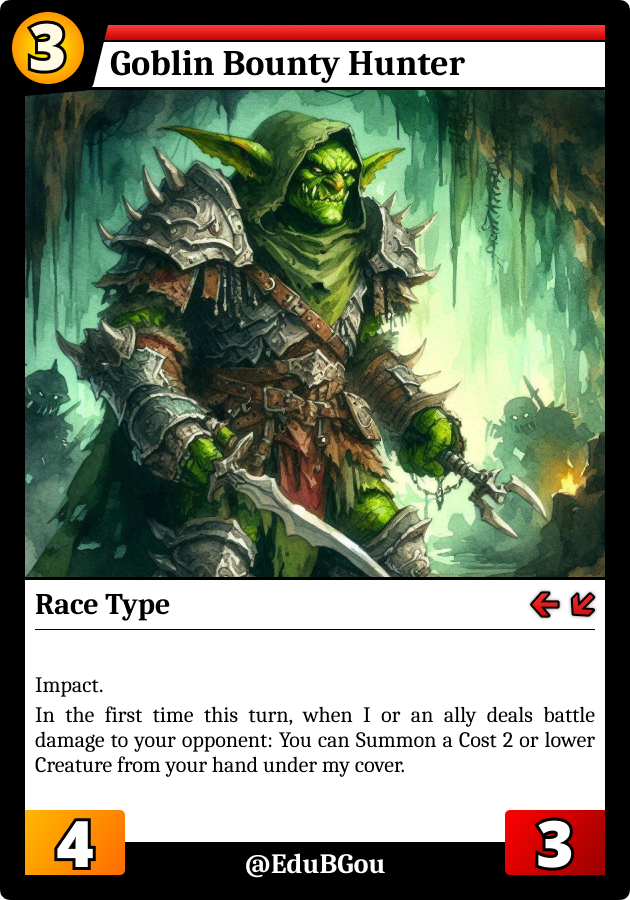 3
Goblin Bounty Hunter
Race Type
Impact.
In the first time this turn, when I or an ally deals battle
damage to your opponent: You can Summon a Cost 2 or lower
Creature from your hand under my cover.
4
@EduBGou
3